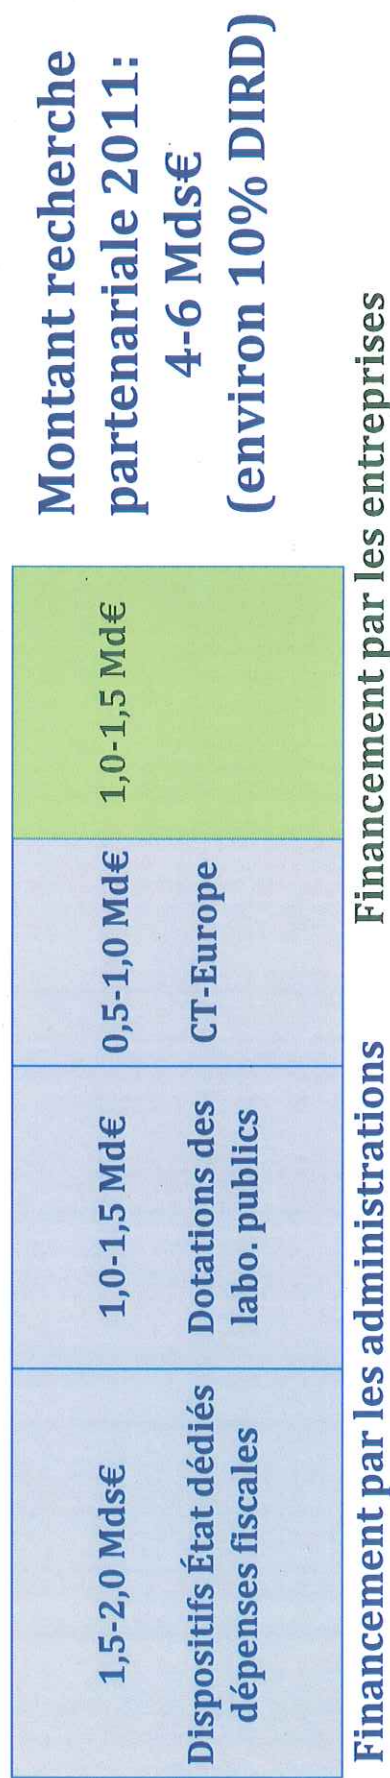 Montant recherche
partenariale 2011:
4-6 Mds€
(environ 10% DIRD)
1,5-2,0 Mds€
Dispositifs État dédiés
dépenses fiscales
1,0-1,5 Md€
Dotations des
labo. publics
0,5-1,0 Md€
CT-Europe
1,0-1,5 Md€
Financement par les administrations
Financement par les entreprises